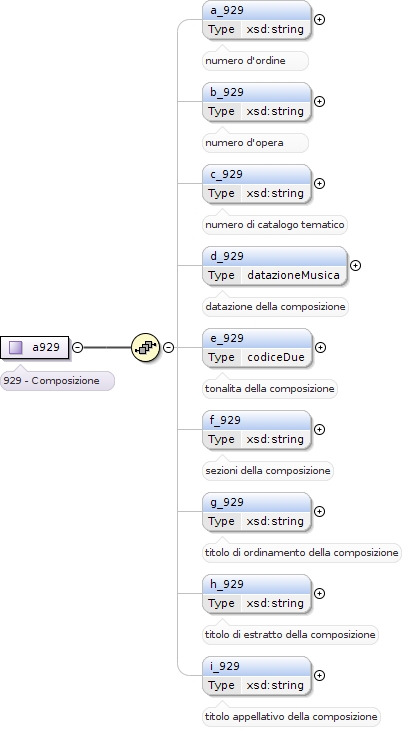 a_929
Type xsd:string
numero d'ordine
b_929
Type xsd:string
numero d'opera
c_929
Type xsd:string
numero di catalogo tematico
d_929
Type datazioneMusica
datazione della composizione
a929
929 - Composizione
e_929
Type codiceDue
tonalita della composizione
f_929
Type xsd:string
sezioni della composizione
g_929
Type xsd:string
titolo di ordinamento della composizione
h_929
Type xsd:string
titolo di estratto della composizione
i_929
Type xsd:string
titolo appellativo della composizione